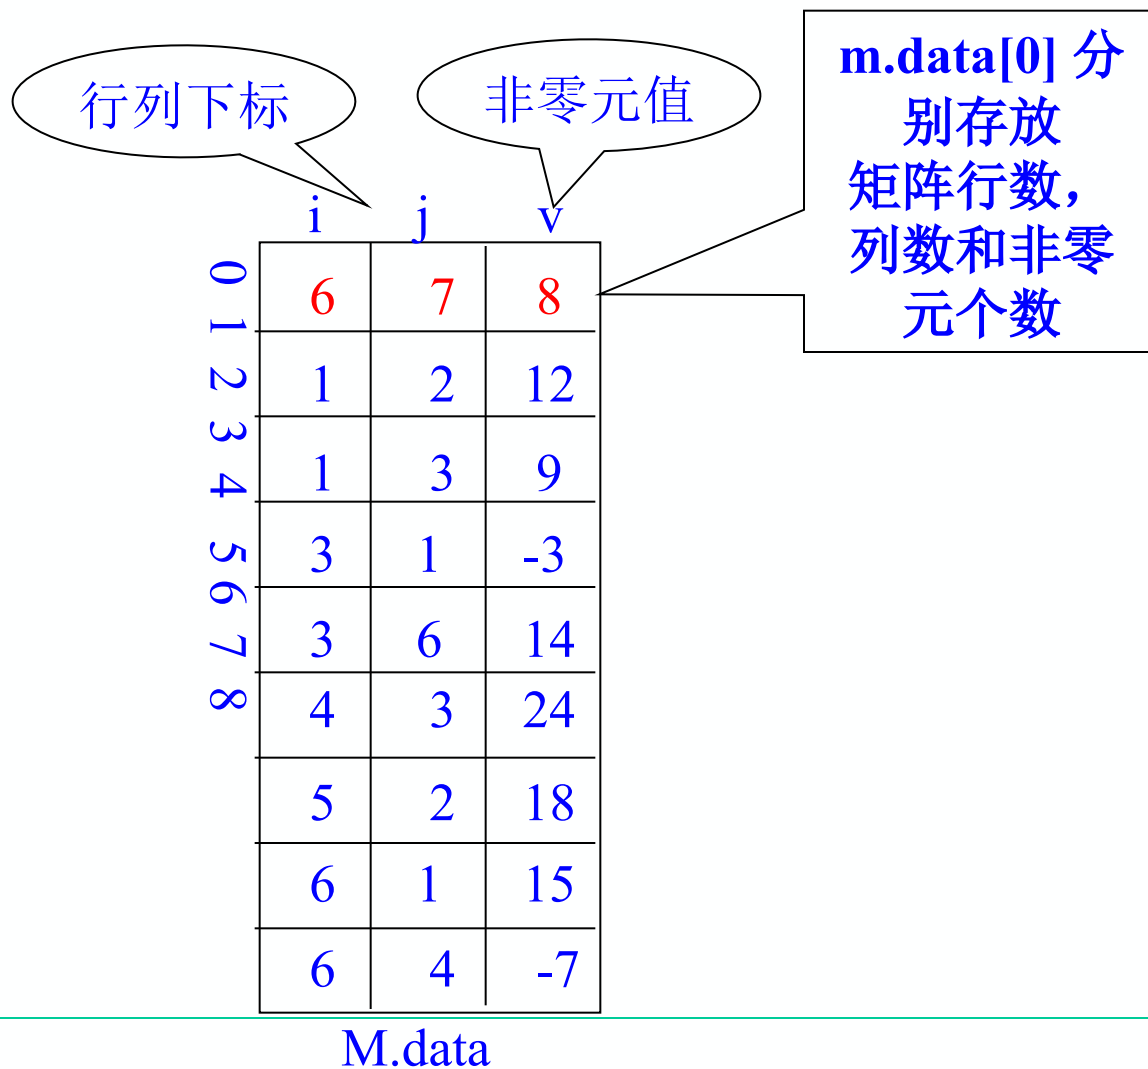 行列下标
非零元值
m.data[0] 分
别存放
矩阵行数，
列数和非零
元个数
i j v
0 1 2 3 4 5 6 7 8
6 7 8
1 2 12
1 3 9
3 1 -3
3 6 14
4 3 24
5 2 18
6 1 15
6 4 -7
M.data